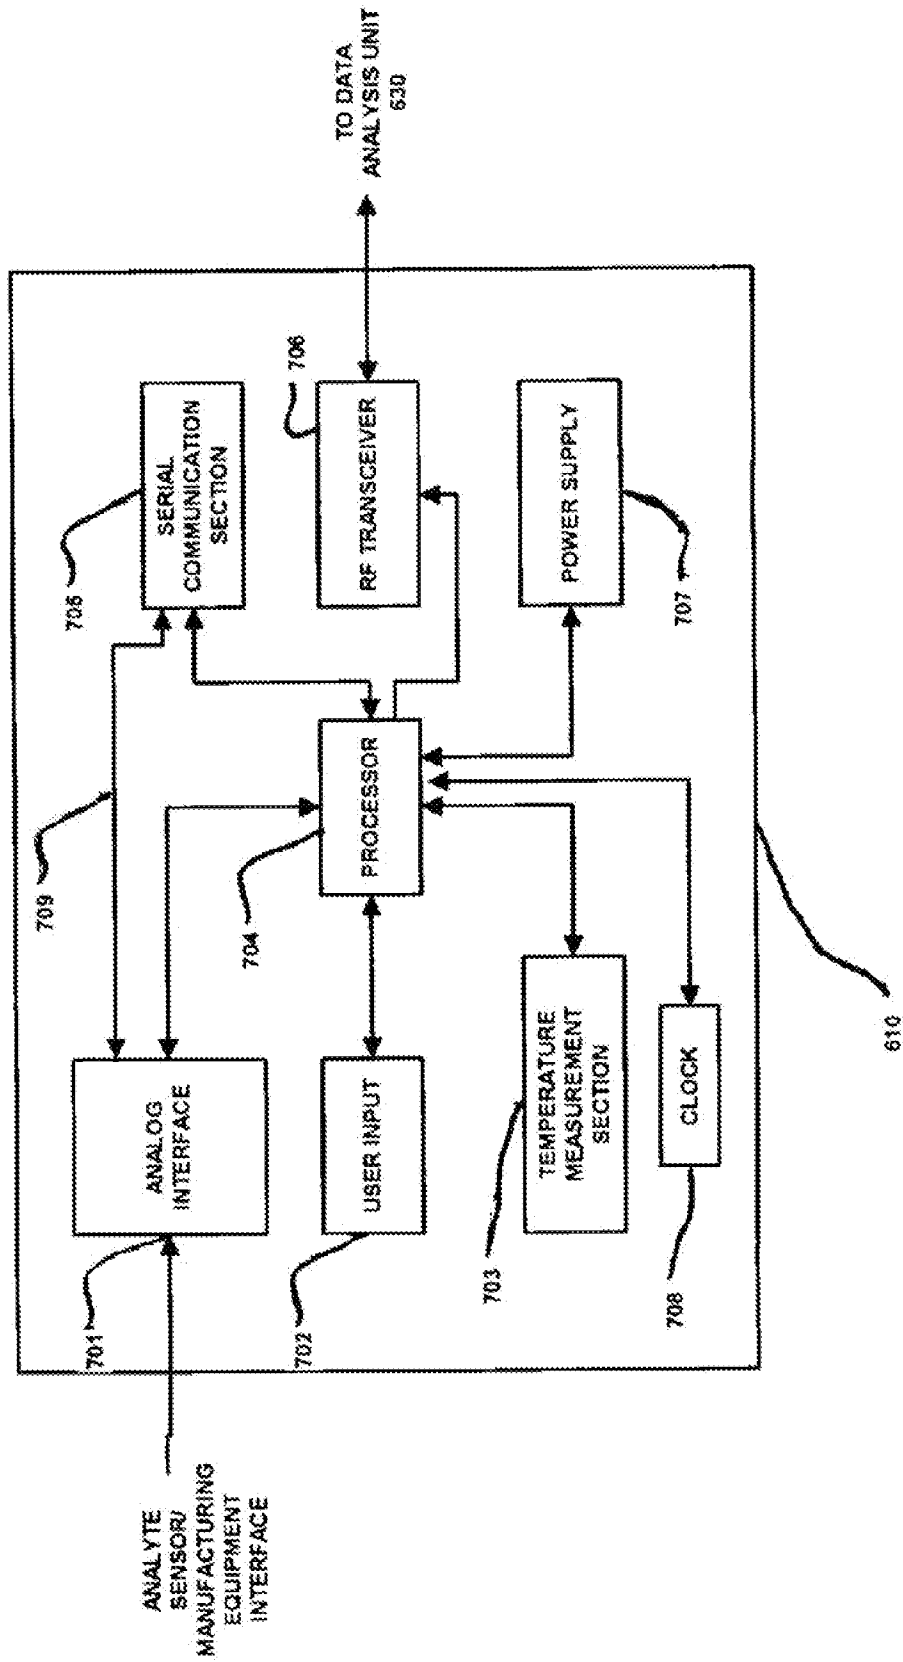 ANALYTE
SENSOR/
MANUFACTURING
EQUIPMENT
INTERFACE
701
ANALOG
INTERFACE
709
705
SERIAL
COMMUNICATION
SECTION
702
USER INPUT
704
PROCESSOR
706
RF TRANSCEIVER
TO DATA
ANALYSIS UNIT
630
703
TEMPERATURE
MEASUREMENT
SECTION
POWER SUPPLY
707
708
CLOCK
610